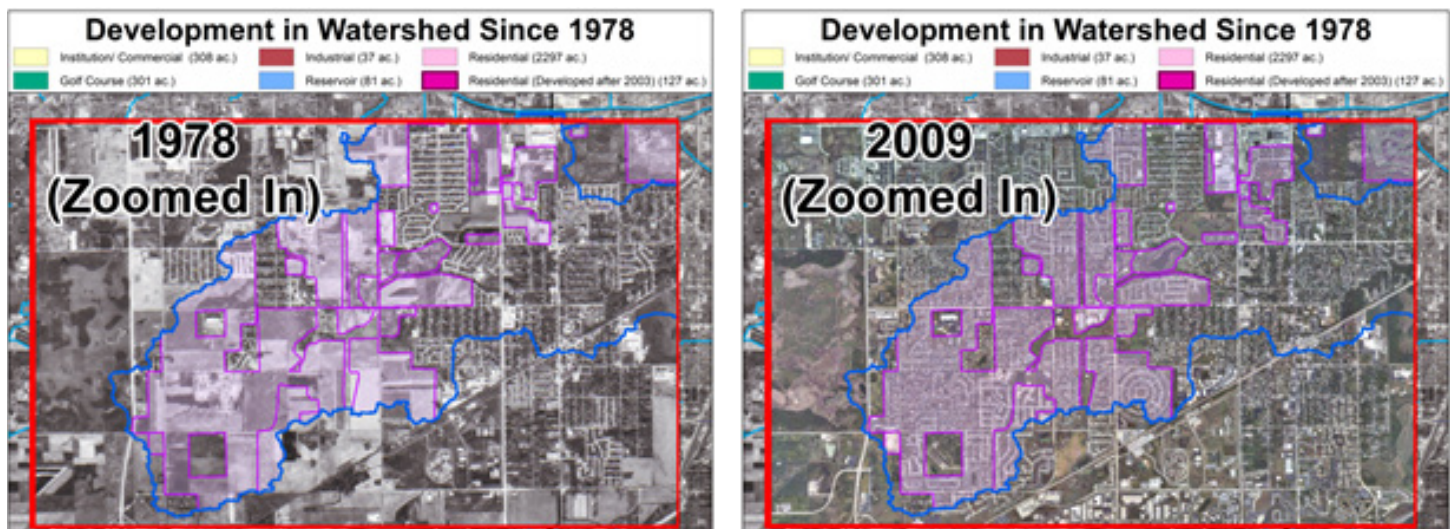 Development in Watershed Since 1978
Institution/ Commercial (308 ac.)
Industrial (37 ac.)
Residential (2297 ac.)
Golf Course (301 ac.)
Reservoir (81 ac.)
Residential (Developed after 2003) (127 ac.)
1978
(Zoomed In)
Development in Watershed Since 1978
Institution/ Commercial (308 ac.)
Industrial (37 ac.)
Residential (2297 ac.)
Golf Course (301 ac.)
Reservoir (81 ac.)
Residential (Developed after 2003) (127 ac.)
2009
(Zoomed In)